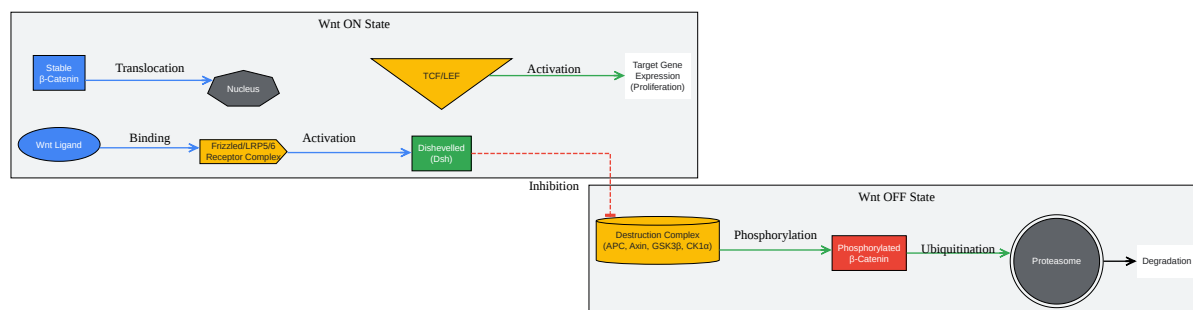 Wnt ON State
Stable
β-Catenin
Translocation
Nucleus
TCF/LEF
Activation
Target Gene
Expression
(Proliferation)
Wnt Ligand
Binding
Frizzled/LRP5/6
Receptor Complex
Activation
Dishevelled
(Dsh)
Inhibition
Wnt OFF State
Destruction Complex
(APC, Axin, GSK3β, CK1α)
Phosphorylation
Phosphorylated
β-Catenin
Ubiquitination
Proteasome
Degradation